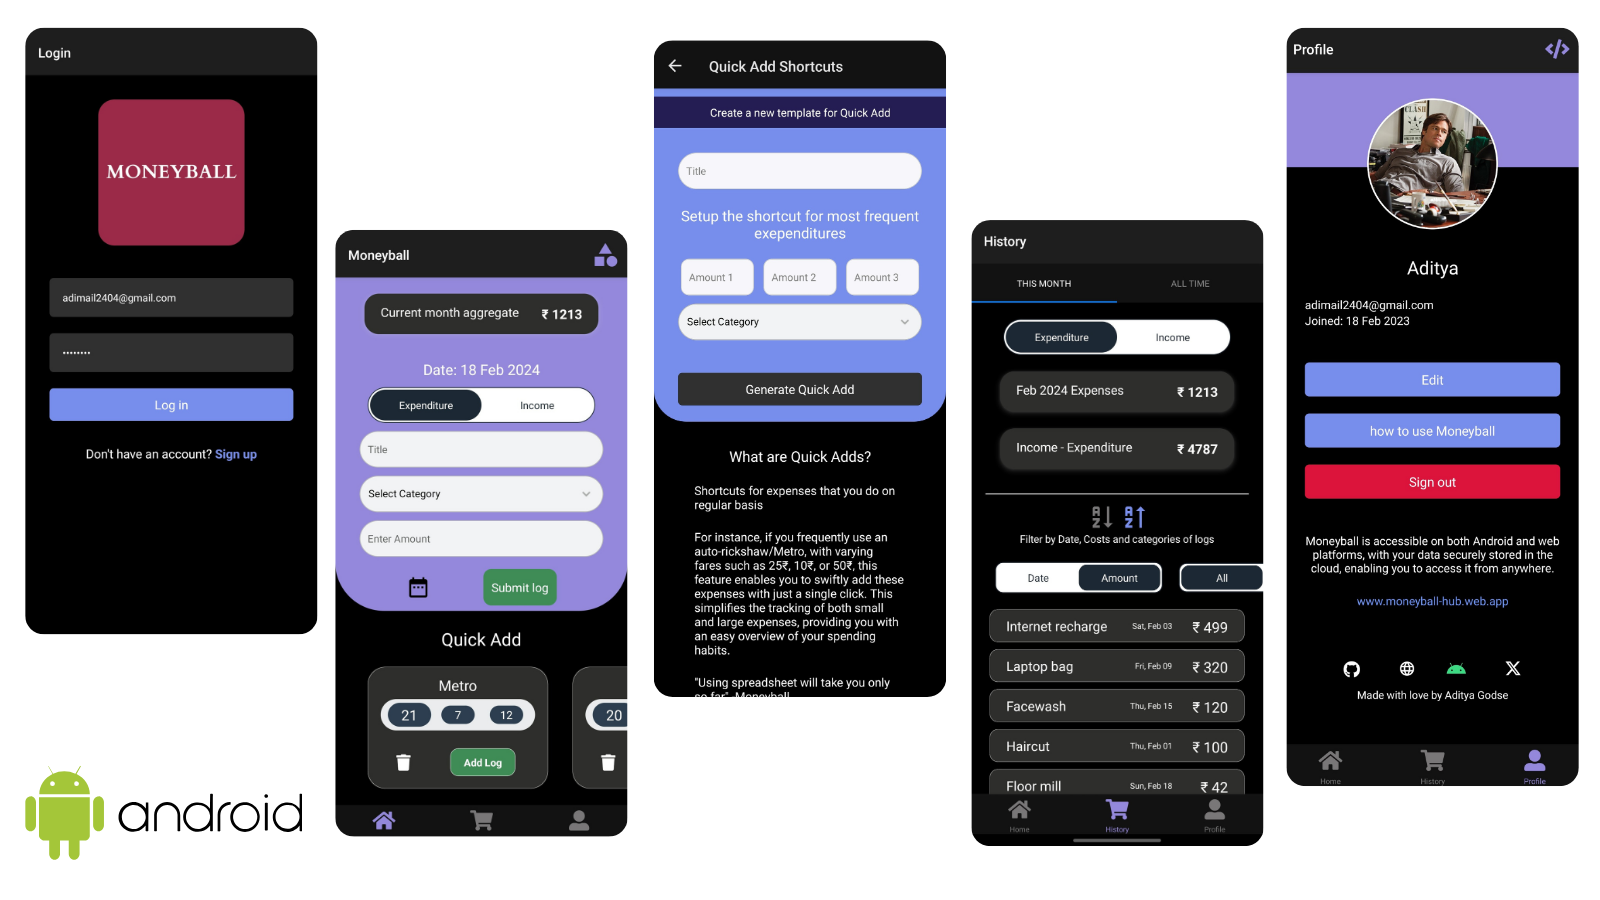 Login
MONEYBALL
adimail2404@gmail.com
••••••••
Log in
Don't have an account? Sign up
Moneyball
Current month aggregate ₹ 1213
Date: 18 Feb 2024
Expenditure Income
Title
Select Category
Enter Amount
Submit log
Quick Add
Metro
21 7 12
20
Add Log
Quick Add Shortcuts
Create a new template for Quick Add
Title
Setup the shortcut for most frequent
exependitures
Amount 1 Amount 2 Amount 3
Select Category
Generate Quick Add
What are Quick Adds?
Shortcuts for expenses that you do on
regular basis
For instance, if you frequently use an
auto-rickshaw/Metro, with varying
fares such as 25₹, 10₹, or 50₹, this
feature enables you to swiftly add these
expenses with just a single click. This
simplifies the tracking of both small
and large expenses, providing you with
an easy overview of your spending
habits.
"Using spreadsheet will take you only
so far" -Moneyball
History
THIS MONTH ALL TIME
Expenditure Income
Feb 2024 Expenses ₹ 1213
Income - Expenditure ₹ 4787
Filter by Date, Costs and categories of logs
Date Amount All
Internet recharge Sat, Feb 03 ₹ 499
Laptop bag Fri, Feb 09 ₹ 320
Facewash Thu, Feb 15 ₹ 120
Haircut Thu, Feb 01 ₹ 100
Floor mill Sun, Feb 18 ₹ 42
Home History Profile
Profile
CLASH
Aditya
adimail2404@gmail.com
Joined: 18 Feb 2023
Edit
how to use Moneyball
Sign out
Moneyball is accessible on both Android and web
platforms, with your data securely stored in the
cloud, enabling you to access it from anywhere.
www.moneyball-hub.web.app
Made with love by Aditya Godse
Home History Profile
android